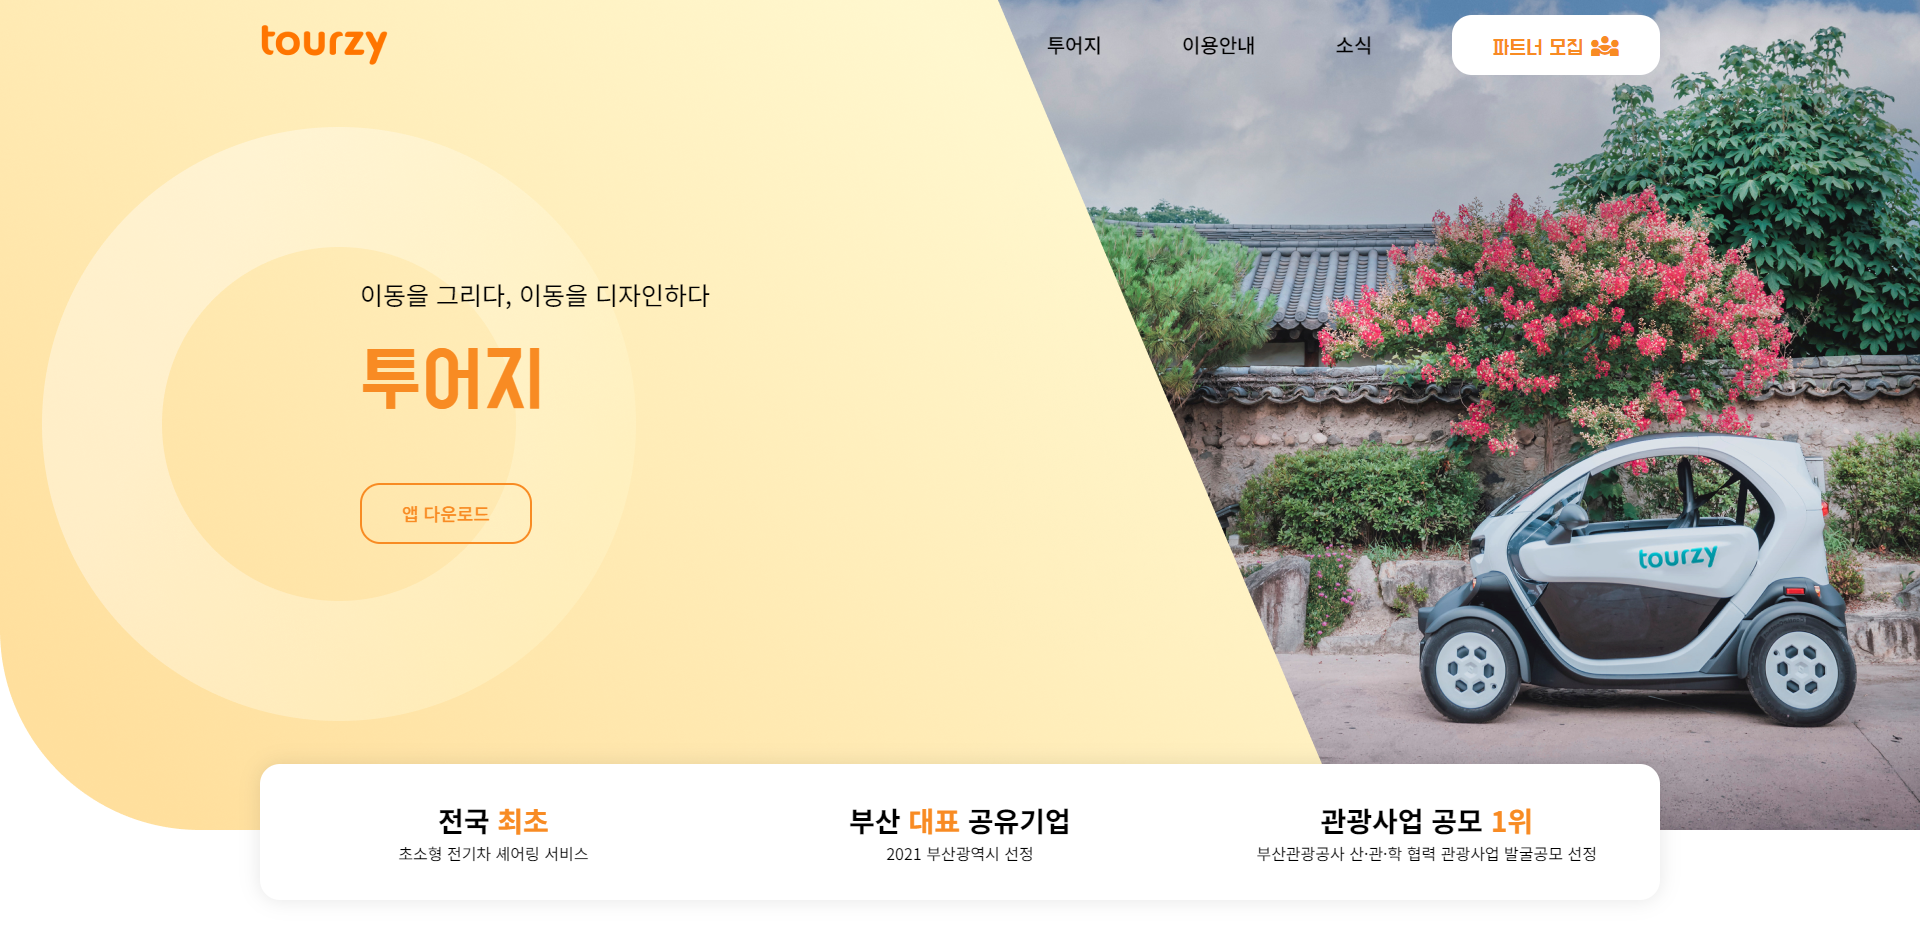 tourzy
투어지
이용안내
소식
파트너 모집
이동을 그리다, 이동을 디자인하다
투어지
앱 다운로드
tourzy
전국 최초
초소형 전기차 셰어링 서비스
부산 대표 공유기업
2021 부산광역시 선정
관광사업 공모 1위
부산관광공사 산·관·학 협력 관광사업 발굴공모 선정